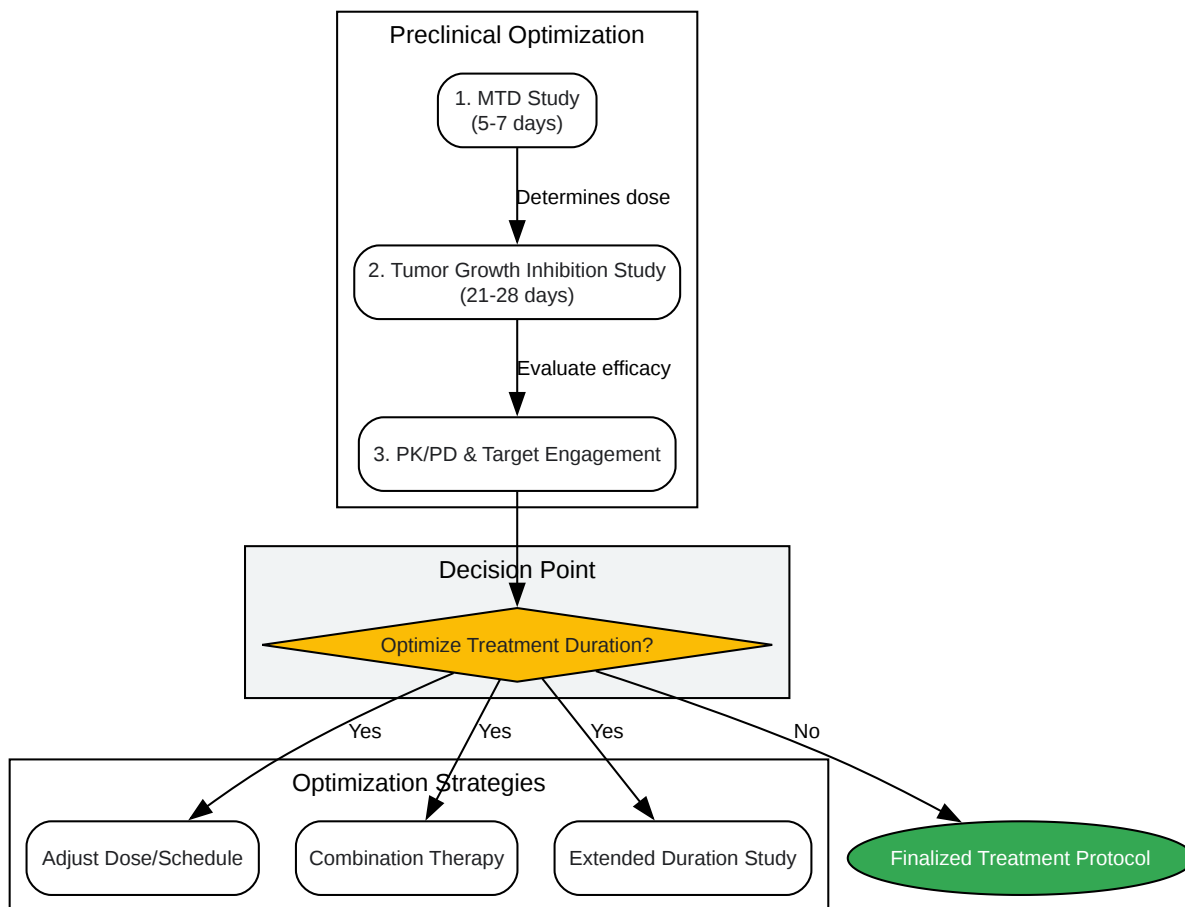 Preclinical Optimization
1. MTD Study
(5-7 days)
Determines dose
2. Tumor Growth Inhibition Study
(21-28 days)
Evaluate efficacy
3. PK/PD & Target Engagement
Decision Point
Optimize Treatment Duration?
Yes
Yes
Yes
No
Optimization Strategies
Adjust Dose/Schedule
Combination Therapy
Extended Duration Study
Finalized Treatment Protocol